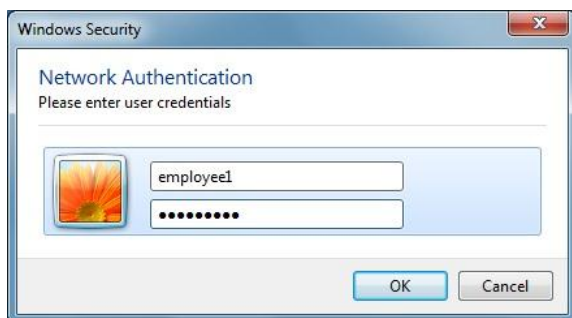 Windows Security
Network Authentication
Please enter user credentials
employee1
●●●●●●●●●
OK Cancel